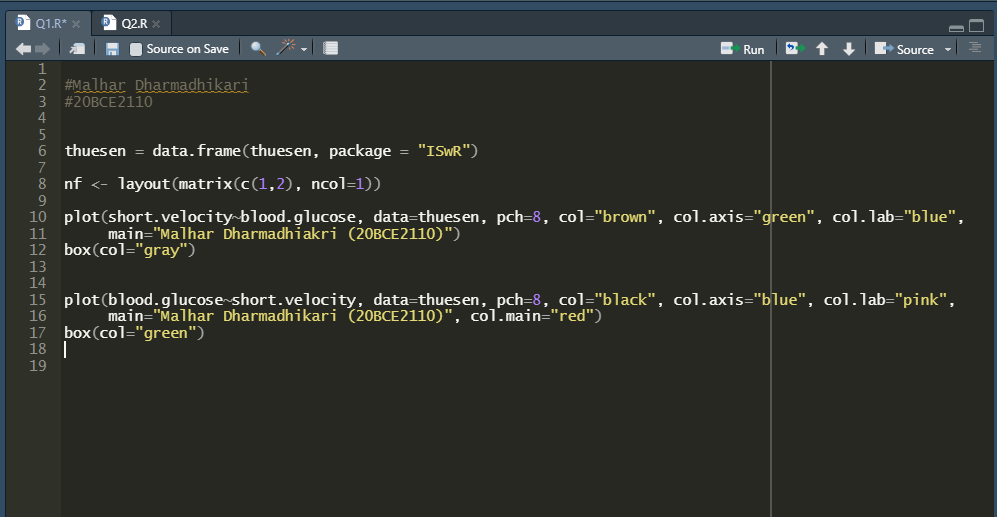 Q1.R* Q2.R
Source on Save Run Source
1
2 #Malhar Dharmadhikari
3 #20BCE2110
4
5
6 thuesen = data.frame(thuesen, package = "ISwR")
7
8 nf <- layout(matrix(c(1,2), ncol=1))
9
10 plot(short.velocity~blood.glucose, data=thuesen, pch=8, col="brown", col.axis="green", col.lab="blue",
11 main="Malhar Dharmadhiakri (20BCE2110)")
12 box(col="gray")
13
14
15 plot(blood.glucose~short.velocity, data=thuesen, pch=8, col="black", col.axis="blue", col.lab="pink",
16 main="Malhar Dharmadhikari (20BCE2110)", col.main="red")
17 box(col="green")
18
19